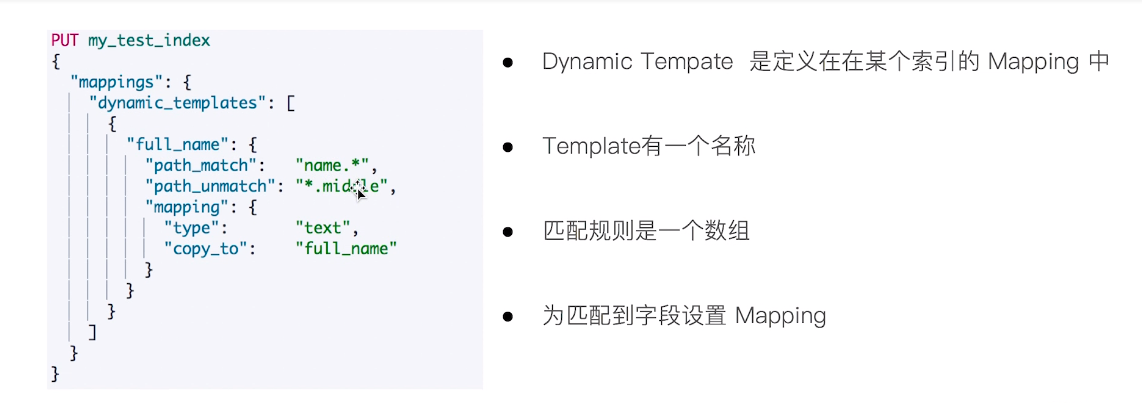 PUT my_test_index
{
"mappings": {
"dynamic_templates": [
{
"full_name": {
"path_match": "name.*",
"path_unmatch": "*.middle",
"mapping": {
"type": "text",
"copy_to": "full_name"
}
}
}
]
}
}
● Dynamic Tempate 是定义在在某个索引的 Mapping 中
● Template有一个名称
● 匹配规则是一个数组
● 为匹配到字段设置 Mapping